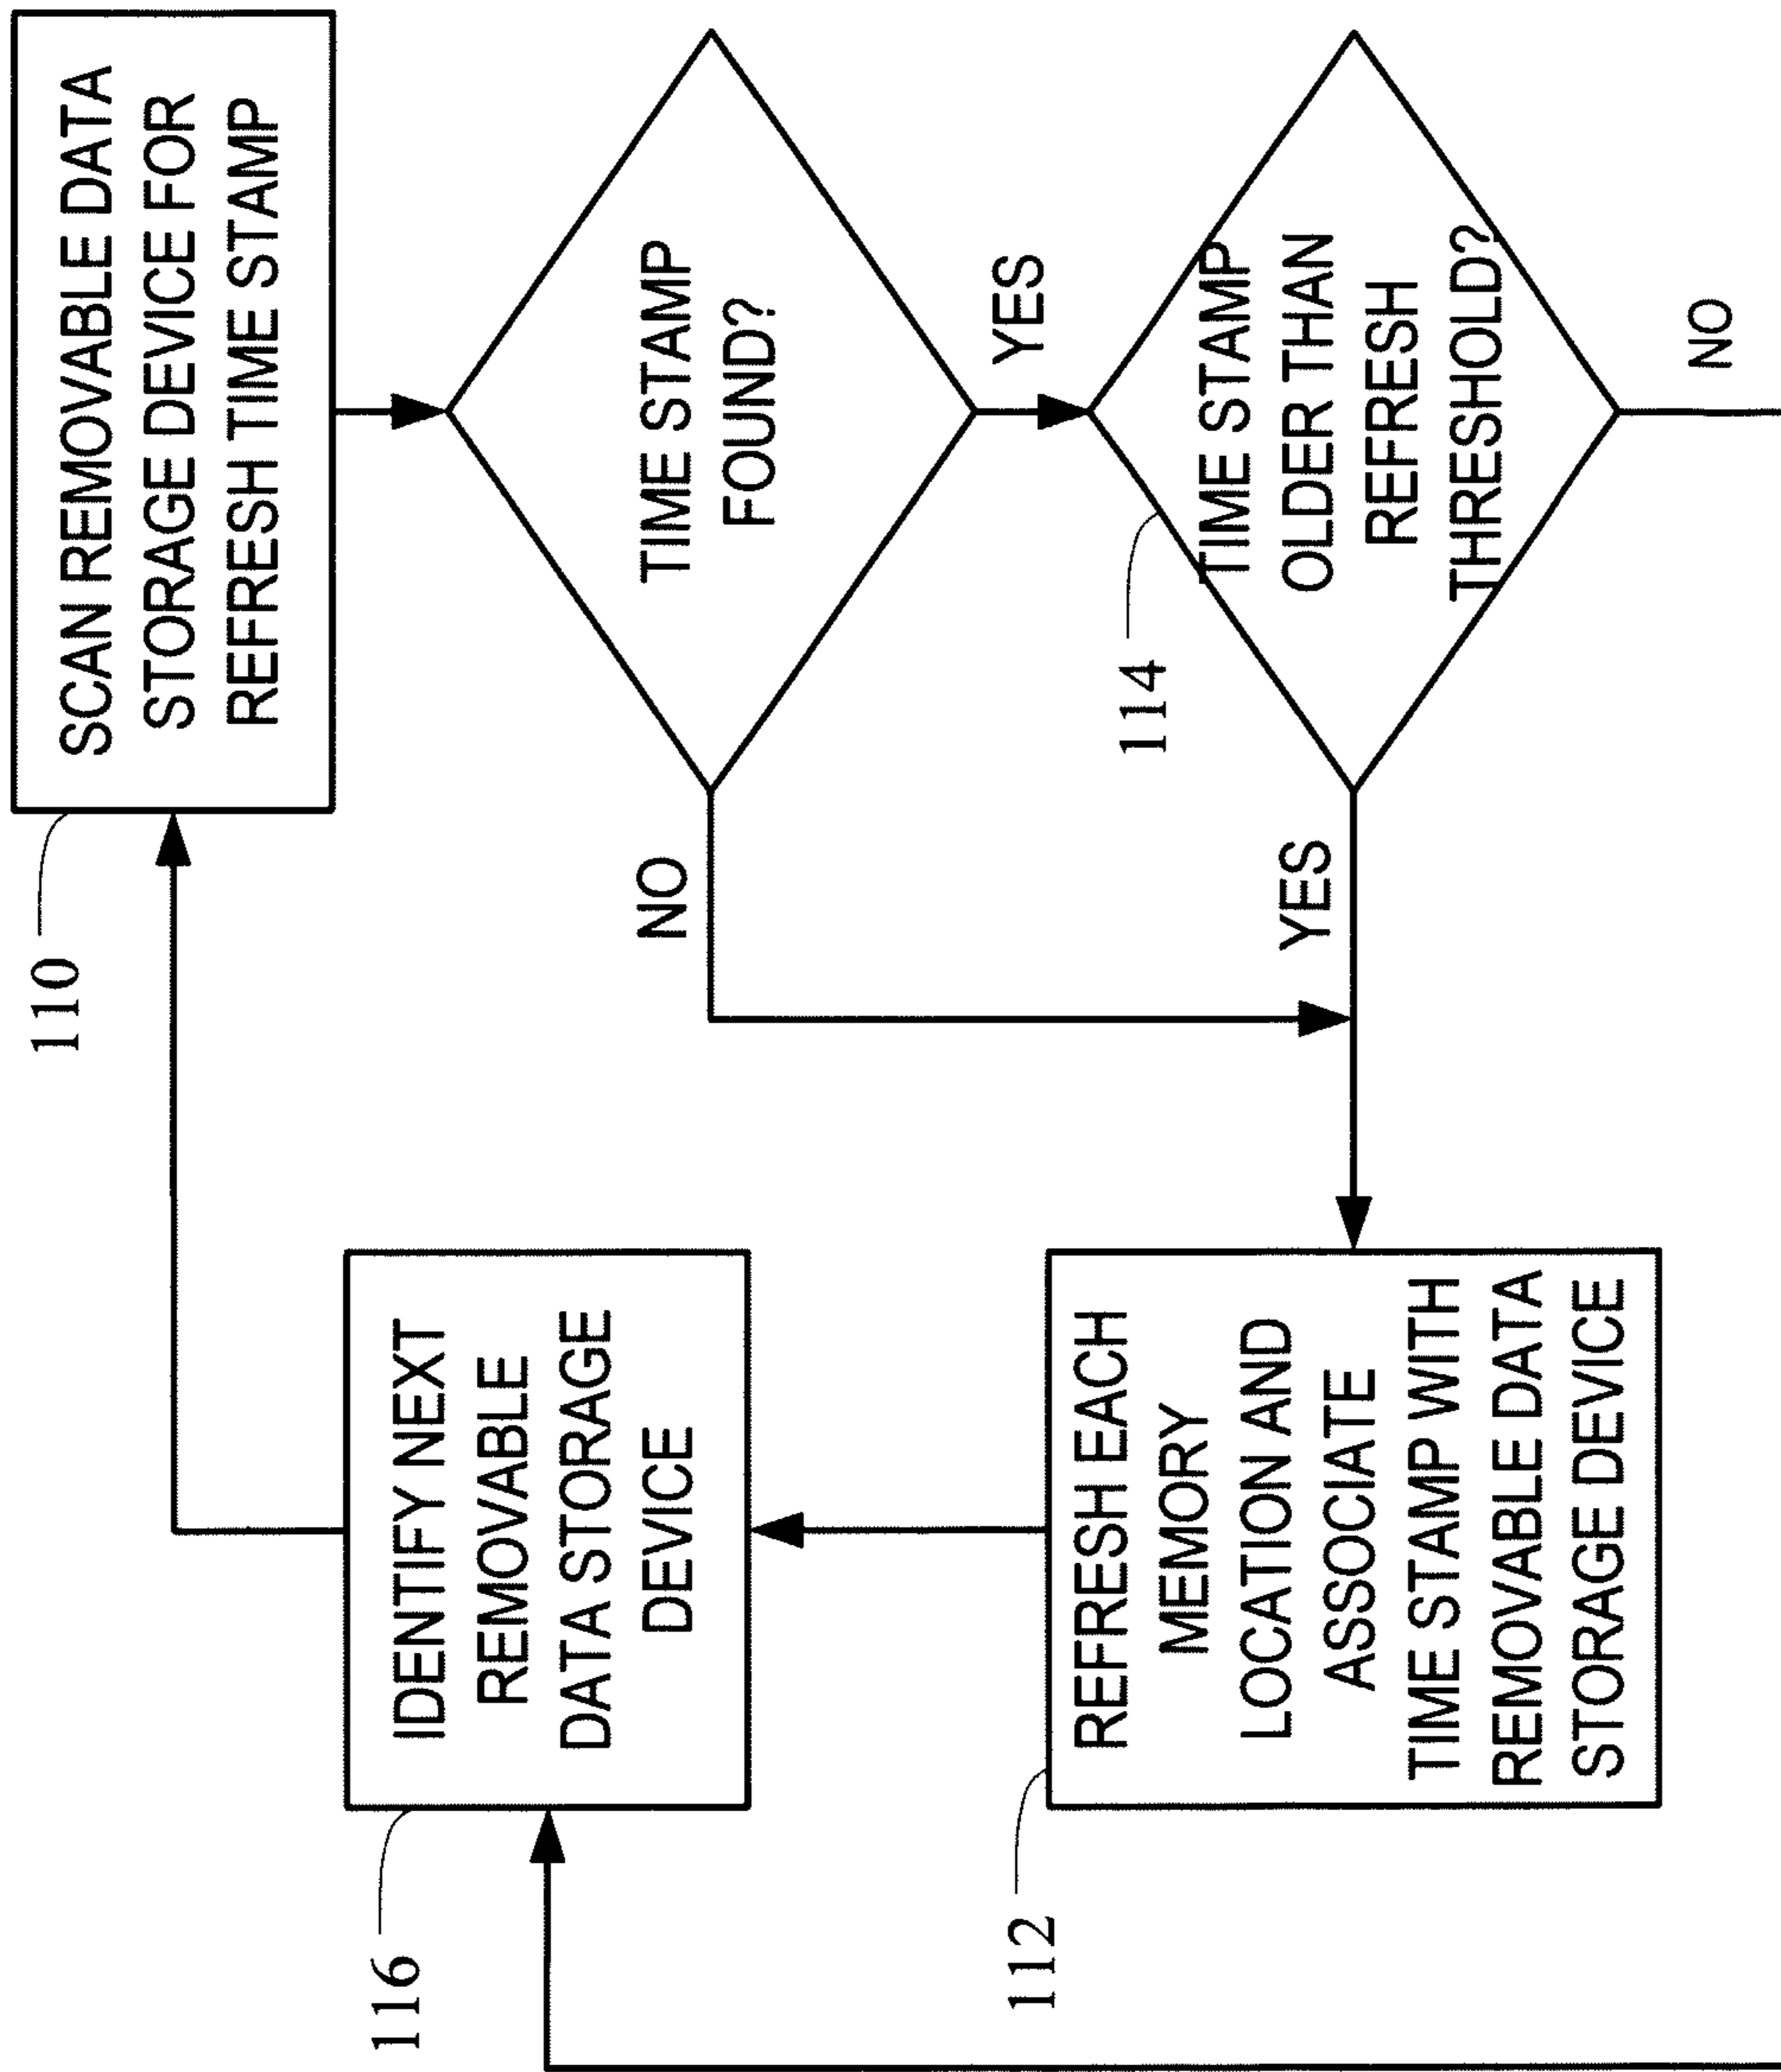 110
SCAN REMOVABLE DATA
STORAGE DEVICE FOR
REFRESH TIME STAMP
TIME STAMP
FOUND?
NO
YES
114
TIME STAMP
OLDER THAN
REFRESH
THRESHOLD?
YES
NO
116
IDENTIFY NEXT
REMOVABLE
DATA STORAGE
DEVICE
112
REFRESH EACH
MEMORY
LOCATION AND
ASSOCIATE
TIME STAMP WITH
REMOVABLE DATA
STORAGE DEVICE